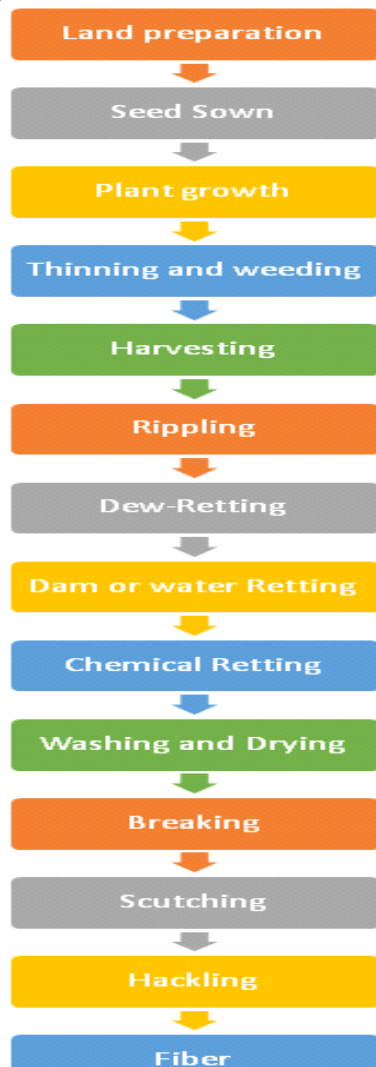 Land preparation
Seed Sown
Plant growth
Thinning and weeding
Harvesting
Rippling
Dew-Retting
Dam or water Retting
Chemical Retting
Washing and Drying
Breaking
Scutching
Hackling
Fiber